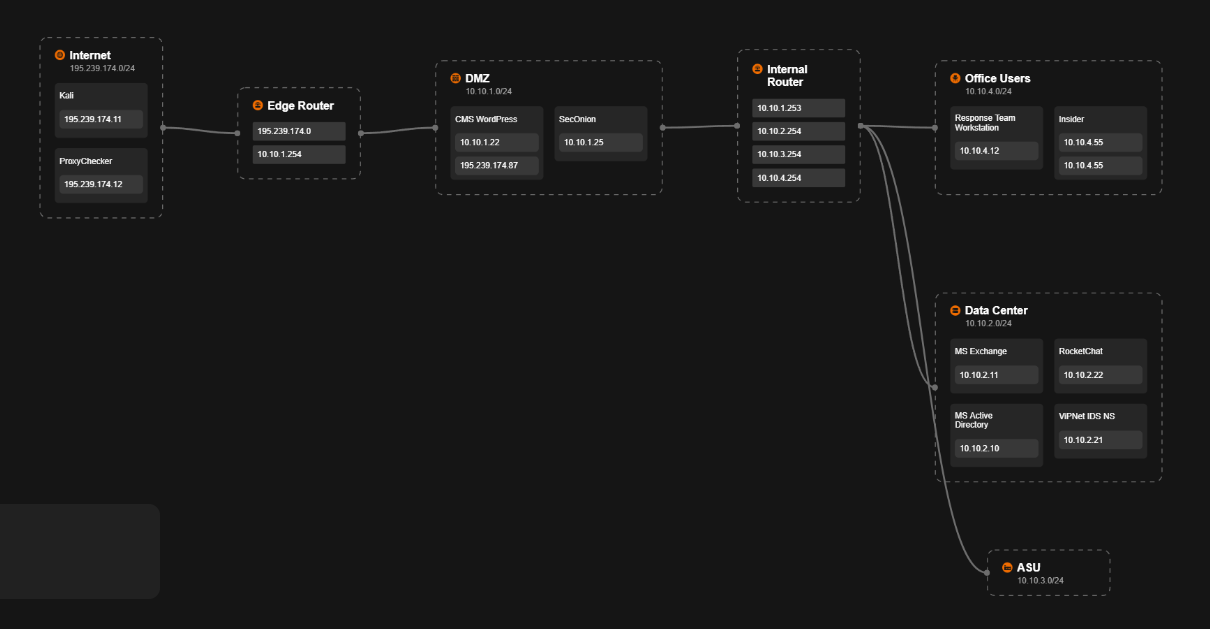 Internet
195.239.174.0/24
Kali
195.239.174.11
ProxyChecker
195.239.174.12
Edge Router
195.239.174.0
10.10.1.254
DMZ
10.10.1.0/24
CMS WordPress
10.10.1.22
195.239.174.87
SecOnion
10.10.1.25
Internal
Router
10.10.1.253
10.10.2.254
10.10.3.254
10.10.4.254
Office Users
10.10.4.0/24
Response Team
Workstation
10.10.4.12
Insider
10.10.4.55
10.10.4.55
Data Center
10.10.2.0/24
MS Exchange
10.10.2.11
RocketChat
10.10.2.22
MS Active
Directory
10.10.2.10
ViPNet IDS NS
10.10.2.21
ASU
10.10.3.0/24